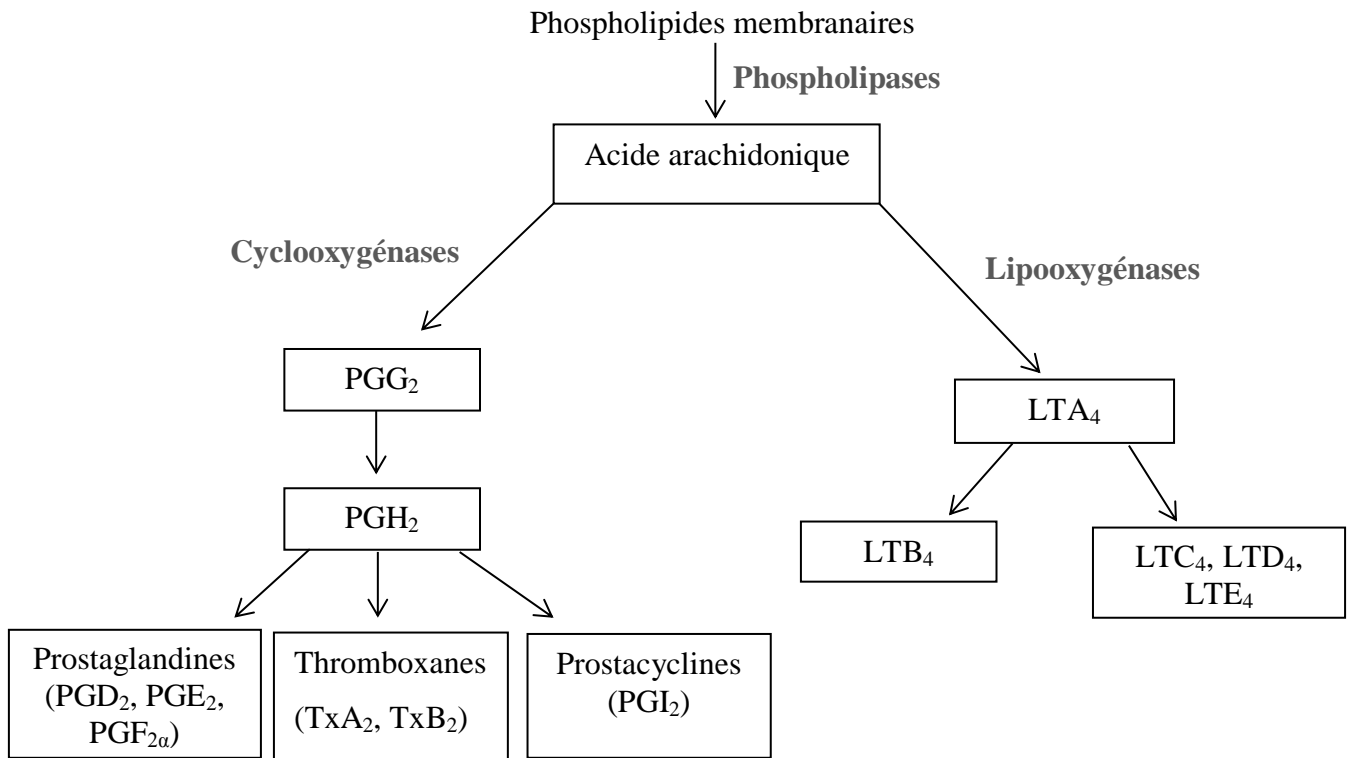 Phospholipides membranaires
Phospholipases
Acide arachidonique
Cyclooxygénases
Lipooxygénases
PGG₂
LTA₄
PGH₂
LTB₄
LTC₄, LTD₄,
LTE₄
Prostaglandines
(PGD₂, PGE₂,
PGF₂α)
Thromboxanes
(TxA₂, TxB₂)
Prostacyclines
(PGI₂)